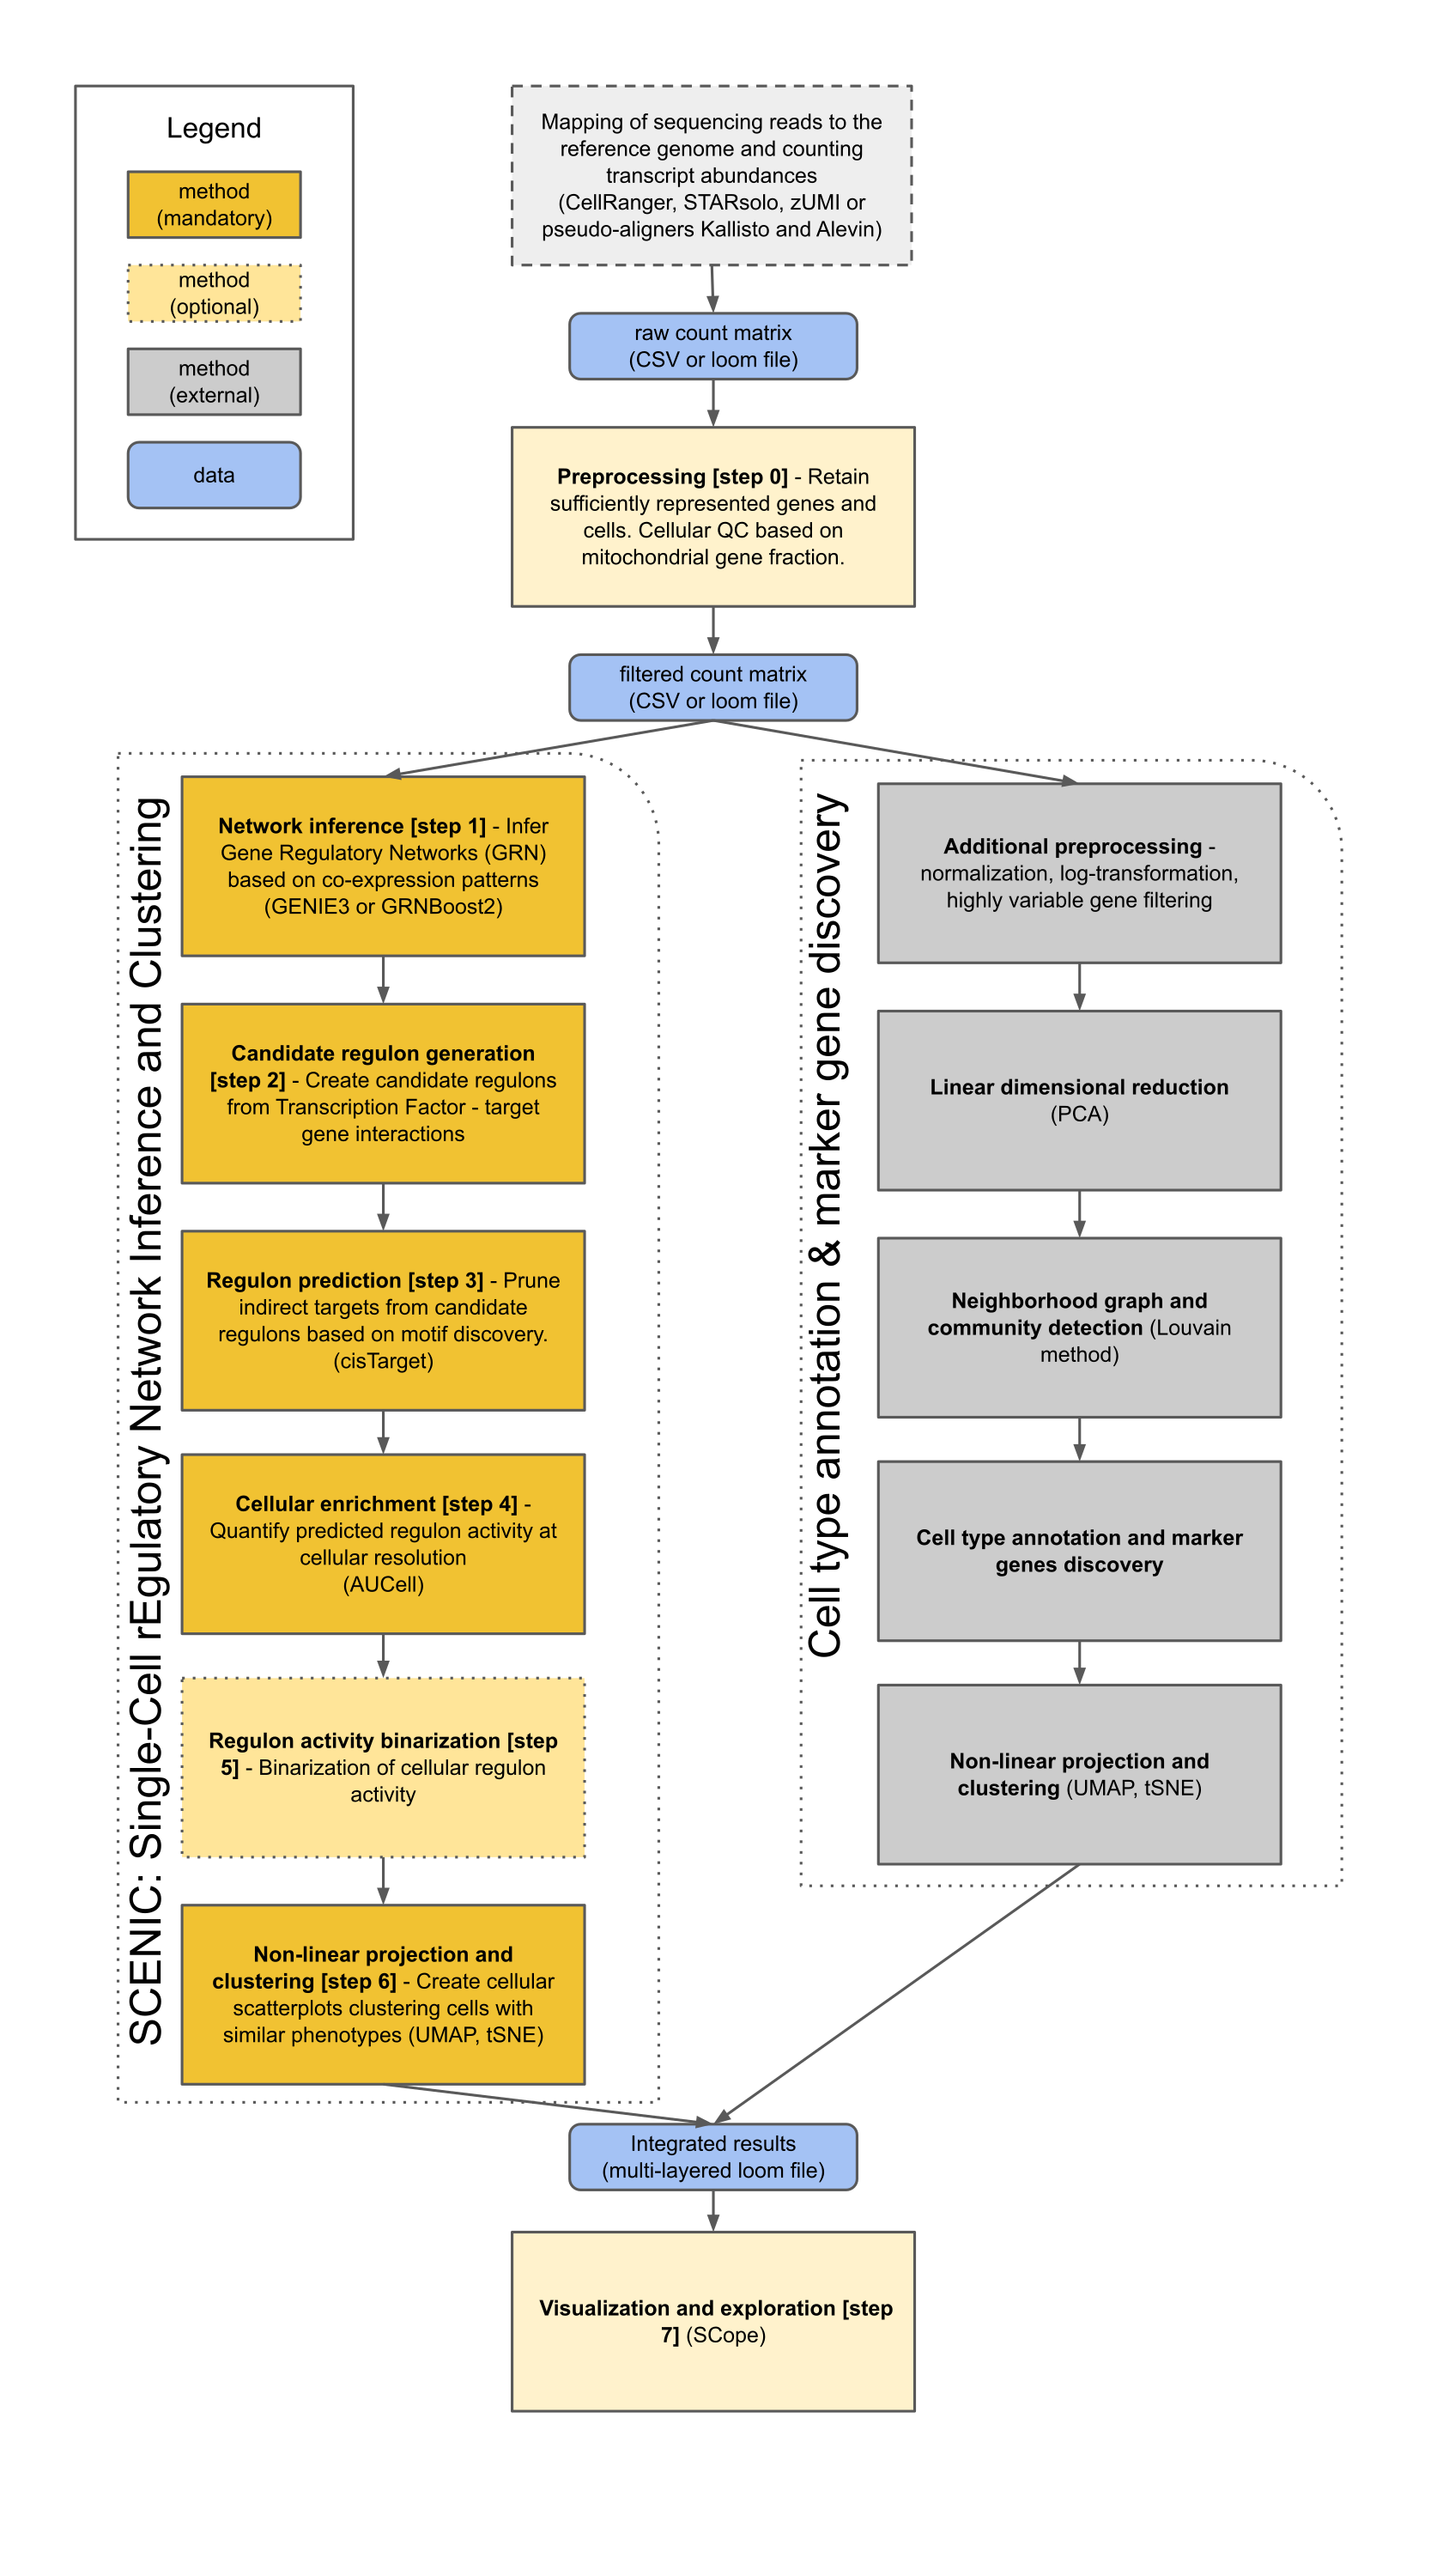 Legend
method
(mandatory)
method
(optional)
method
(external)
data
Mapping of sequencing reads to the
reference genome and counting
transcript abundances
(CellRanger, STARsolo, zUMI or
pseudo-aligners Kallisto and Alevin)
raw count matrix
(CSV or loom file)
Preprocessing [step 0] - Retain
sufficiently represented genes and
cells. Cellular QC based on
mitochondrial gene fraction.
filtered count matrix
(CSV or loom file)
SCENIC: Single-Cell rEgulatory Network Inference and Clustering
Network inference [step 1] - Infer
Gene Regulatory Networks (GRN)
based on co-expression patterns
(GENIE3 or GRNBoost2)
Candidate regulon generation
[step 2] - Create candidate regulons
from Transcription Factor - target
gene interactions
Regulon prediction [step 3] - Prune
indirect targets from candidate
regulons based on motif discovery.
(cisTarget)
Cellular enrichment [step 4] -
Quantify predicted regulon activity at
cellular resolution
(AUCell)
Regulon activity binarization [step
5] - Binarization of cellular regulon
activity
Non-linear projection and
clustering [step 6] - Create cellular
scatterplots clustering cells with
similar phenotypes (UMAP, tSNE)
Cell type annotation & marker gene discovery
Additional preprocessing -
normalization, log-transformation,
highly variable gene filtering
Linear dimensional reduction
(PCA)
Neighborhood graph and
community detection (Louvain
method)
Cell type annotation and marker
genes discovery
Non-linear projection and
clustering (UMAP, tSNE)
Integrated results
(multi-layered loom file)
Visualization and exploration [step
7] (SCope)